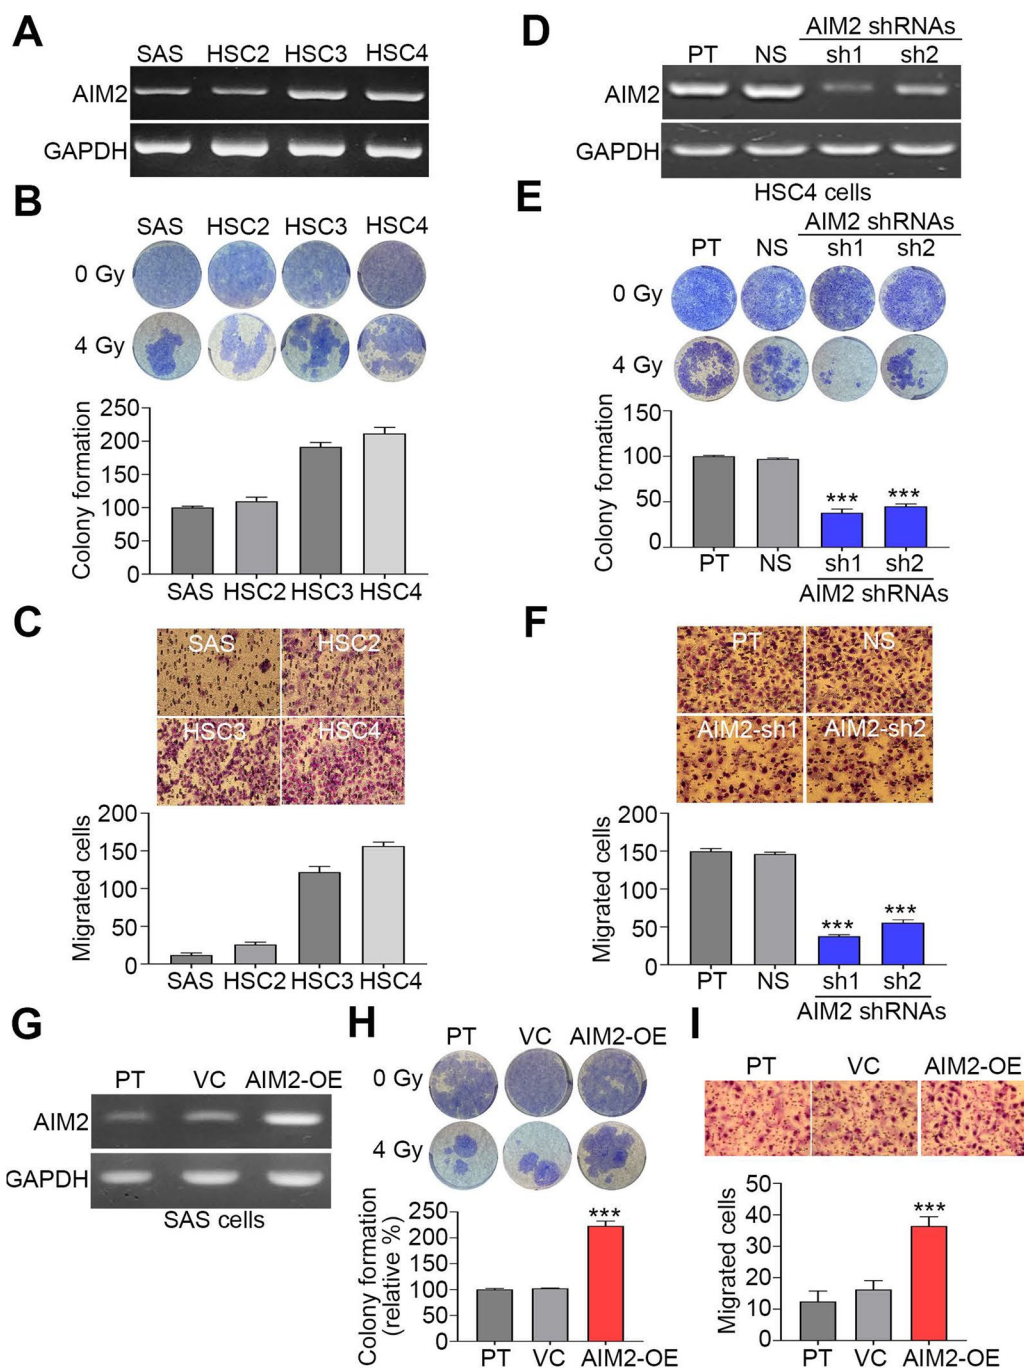 A
SAS HSC2 HSC3 HSC4
AIM2
GAPDH
B
SAS HSC2 HSC3 HSC4
0 Gy
4 Gy
Colony formation
250
200
150
100
50
0
SAS HSC2 HSC3 HSC4
C
SAS HSC2
HSC3 HSC4
Migrated cells
200
150
100
50
0
SAS HSC2 HSC3 HSC4
D
AIM2 shRNAs
PT NS sh1 sh2
AIM2
GAPDH
HSC4 cells
E
AIM2 shRNAs
PT NS sh1 sh2
0 Gy
4 Gy
Colony formation
150
100
50
0
*** ***
PT NS sh1 sh2
AIM2 shRNAs
F
PT NS
AIM2-sh1 AIM2-sh2
Migrated cells
200
150
100
50
0
*** ***
PT NS sh1 sh2
AIM2 shRNAs
G
PT VC AIM2-OE
AIM2
GAPDH
SAS cells
H
PT VC AIM2-OE
0 Gy
4 Gy
Colony formation
(relative %)
250
200
150
100
50
0
***
PT VC AIM2-OE
I
PT VC AIM2-OE
Migrated cells
50
40
30
20
10
0
***
PT VC AIM2-OE